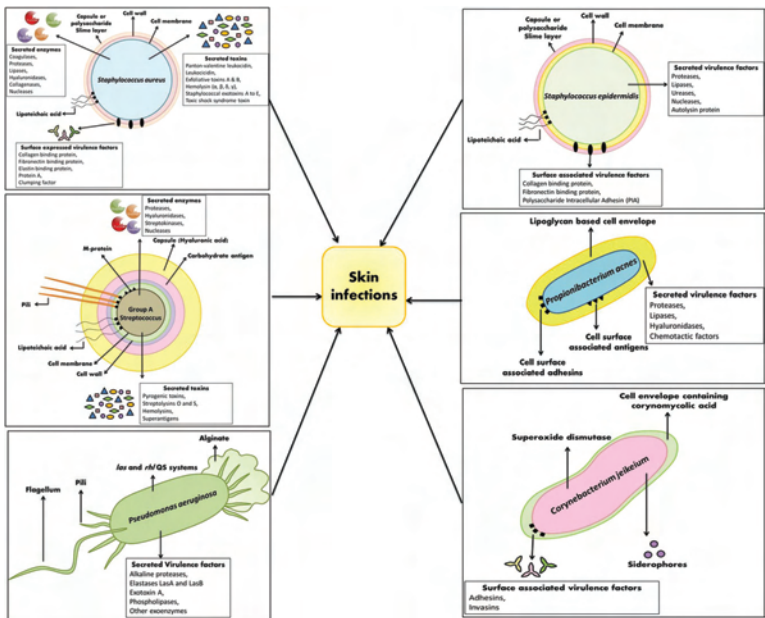 Capsule or
polysaccharide
Slime layer
Cell wall
Cell membrane
Secreted enzymes
Coagulases,
Proteases,
Lipases,
Hyaluronidases,
Collagenases,
Nucleases
Staphylococcus aureus
Secreted toxins
Panton-valentine leukocidin,
Leukocicidin,
Exfoliative toxins A & B,
Hemolysin (α, β, δ, γ),
Staphylococcal exotoxins A to E,
Toxic shock syndrome toxin
Lipoteichoic acid
Surface expressed virulence factors
Collagen binding protein,
Fibronectin binding protein,
Elastin binding protein,
Protein A,
Clumping factor
Capsule or
polysaccharide
Slime layer
Cell wall
Cell membrane
Staphylococcus epidermidis
Secreted virulence factors
Proteases,
Lipases,
Ureases,
Nucleases,
Autolysin protein
Lipoteichoic acid
Surface associated virulence factors
Collagen binding protein,
Fibronectin binding protein,
Polysaccharide Intracellular Adhesin (PIA)
Secreted enzymes
Proteases,
Hyaluronidases,
Streptokinases,
Nucleases
M-protein
Capsule (Hyaluronic acid)
Carbohydrate antigen
Pili
Group A
Streptococcus
Lipoteichoic acid
Cell membrane
Cell wall
Secreted toxins
Pyrogenic toxins,
Streptolysins O and S,
Hemolysins,
Superantigens
Skin
infections
Lipoglycan based cell envelope
Propionibacterium acnes
Secreted virulence factors
Proteases,
Lipases,
Hyaluronidases,
Chemotactic factors
Cell surface
associated antigens
Cell surface
associated adhesins
Alginate
las and rhl QS systems
Flagellum
Pili
Pseudomonas aeruginosa
Secreted Virulence factors
Alkaline proteases,
Elastases LasA and LasB
Exotoxin A,
Phospholipases,
Other exoenzymes
Cell envelope containing
corynomycolic acid
Superoxide dismutase
Corynebacterium jeikeium
Siderophores
Surface associated virulence factors
Adhesins,
Invasins